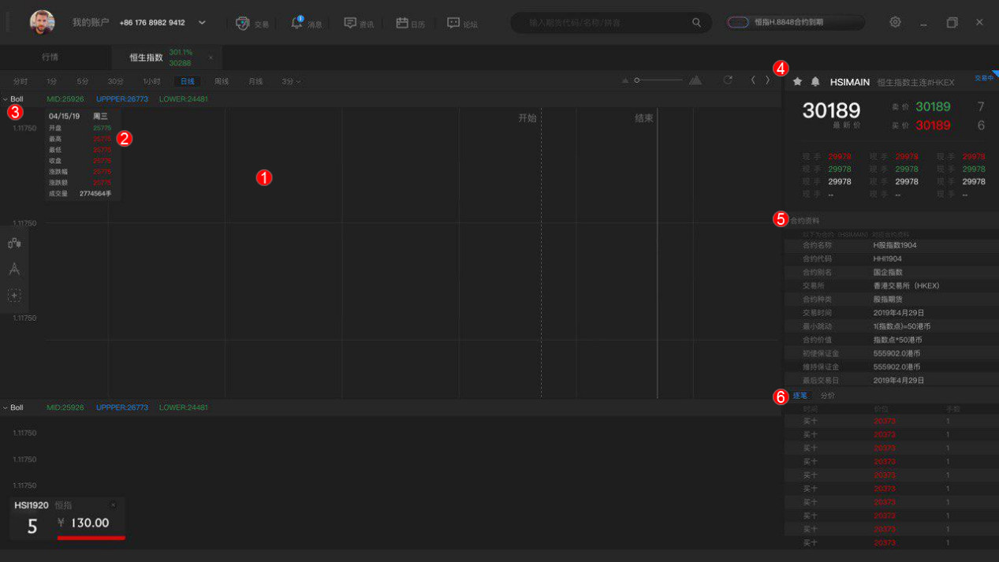 我的账户 +86 176 8982 9412 交易 1 消息 资讯 日历 论坛 输入期货代码/名称/拼音 恒指H.8848合约到期
行情 恒生指数 301.1% ×
30288
分时 1分 5分 30分 1小时 日线 周线 月线 3分
Boll MID:25926 UPPPER:26773 LOWER:24481
3
1.11750
04/15/19 周三
开盘 25775
最高 25775
最低 25775
收盘 25775
涨跌幅 25775
涨跌额 25775
成交量 2774564手
2
1
开始 结束
1.11750
1.11750
Boll MID:25926 UPPPER:26773 LOWER:24481
1.11750
1.11750
1.11750
HSI1920 恒指 ×
5 ¥ 130.00
4
HSIMAIN 恒生指数主连#HKEX 交易中
30189 卖价 30189 7
最新价 买价 30189 6
现手 29978 现手 29978 现手 29978
现手 29978 现手 29978 现手 29978
现手 29978 现手 29978 现手 29978
现手 -- 现手 -- 现手 --
5 合约资料
以下为合约（HSIMAIN）对应合约资料
合约名称 H股指数1904
合约代码 HHI1904
合约别名 国企指数
交易所 香港交易所（HKEX)
合约种类 股指期货
交易时间 2019年4月29日
最小跳动 1(指数点)=50港币
合约价值 指数点*50港币
初使保证金 555902.0港币
维持保证金 555902.0港币
最后交易日 2019年4月29日
6 逐笔 分价
时间 价位 手数
买十 20373 1
买十 20373 1
买十 20373 1
买十 20373 1
买十 20373 1
买十 20373 1
买十 20373 1
买十 20373 1
买十 20373 1
买十 20373 1